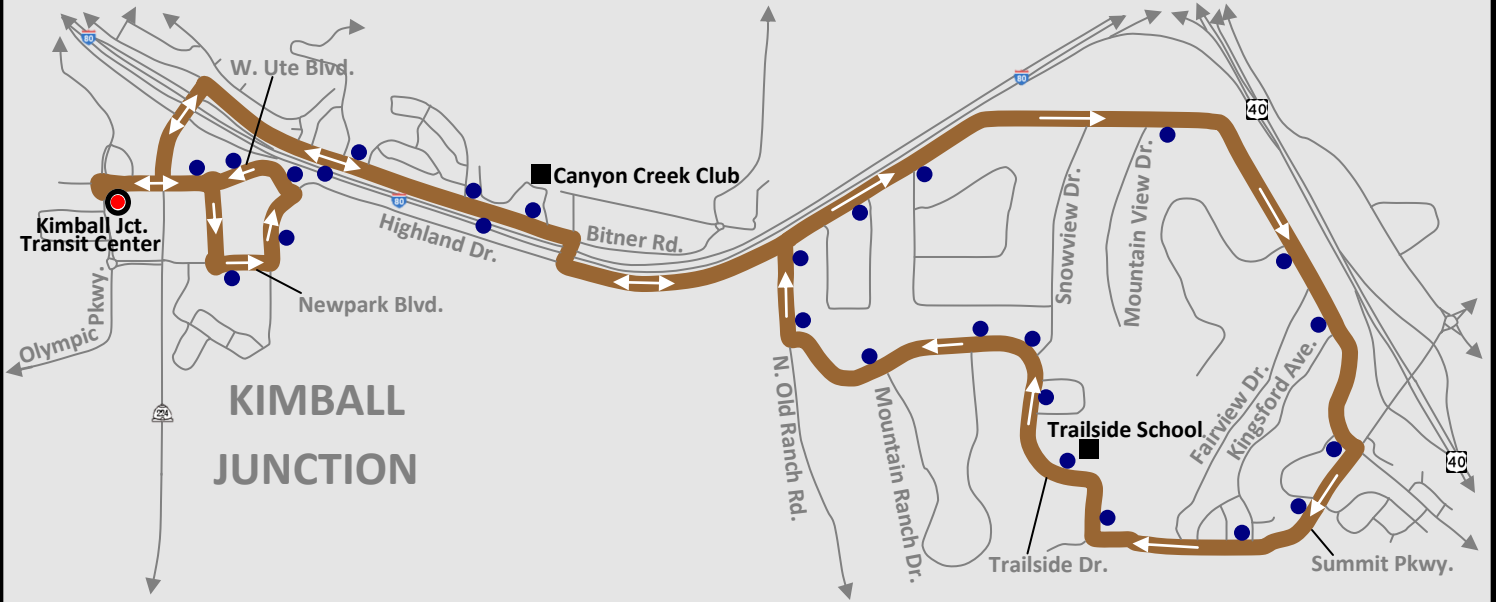 80
W. Ute Blvd.
80
40
Canyon Creek Club
80
Kimball Jct.
Transit Center
Highland Dr.
Bitner Rd.
Snowview Dr.
Mountain View Dr.
Newpark Blvd.
Olympic Pkwy.
KIMBALL
JUNCTION
224
N. Old Ranch Rd.
Mountain Ranch Dr.
Trailside School
Fairview Dr.
Kingsford Ave.
40
Trailside Dr.
Summit Pkwy.